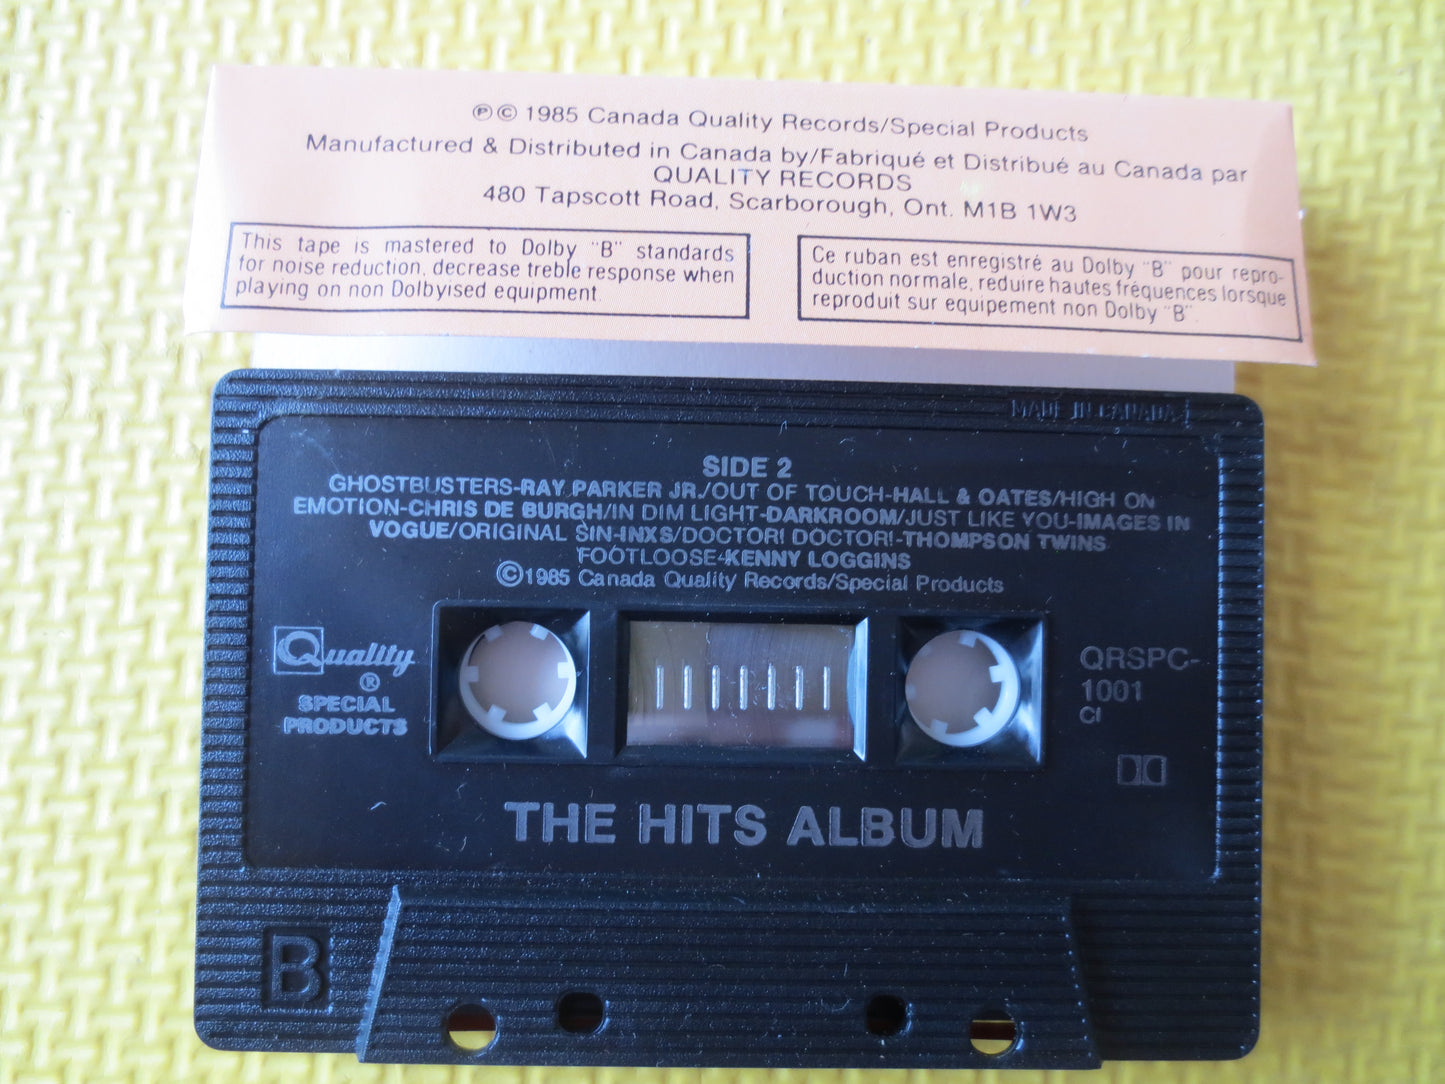 ℗© 1985 Canada Quality Records/Special Products
Manufactured & Distributed in Canada by/Fabriqué et Distribué au Canada par
QUALITY RECORDS
480 Tapscott Road, Scarborough, Ont. M1B 1W3
This tape is mastered to Dolby "B" standards
for noise reduction, decrease treble response when
playing on non Dolbyised equipment.
Ce ruban est enregistré au Dolby "B" pour repro-
duction normale, reduire hautes fréquences lorsque
reproduit sur equipement non Dolby "B".
MADE IN CANADA
SIDE 2
GHOSTBUSTERS-RAY PARKER JR./OUT OF TOUCH-HALL & OATES/HIGH ON
EMOTION-CHRIS DE BURGH/IN DIM LIGHT-DARKROOM/JUST LIKE YOU-IMAGES IN
VOGUE/ORIGINAL SIN-INXS/DOCTOR! DOCTOR!-THOMPSON TWINS
FOOTLOOSE-KENNY LOGGINS
©1985 Canada Quality Records/Special Products
Quality
®
SPECIAL
PRODUCTS
QRSPC-
1001
CI
THE HITS ALBUM
B